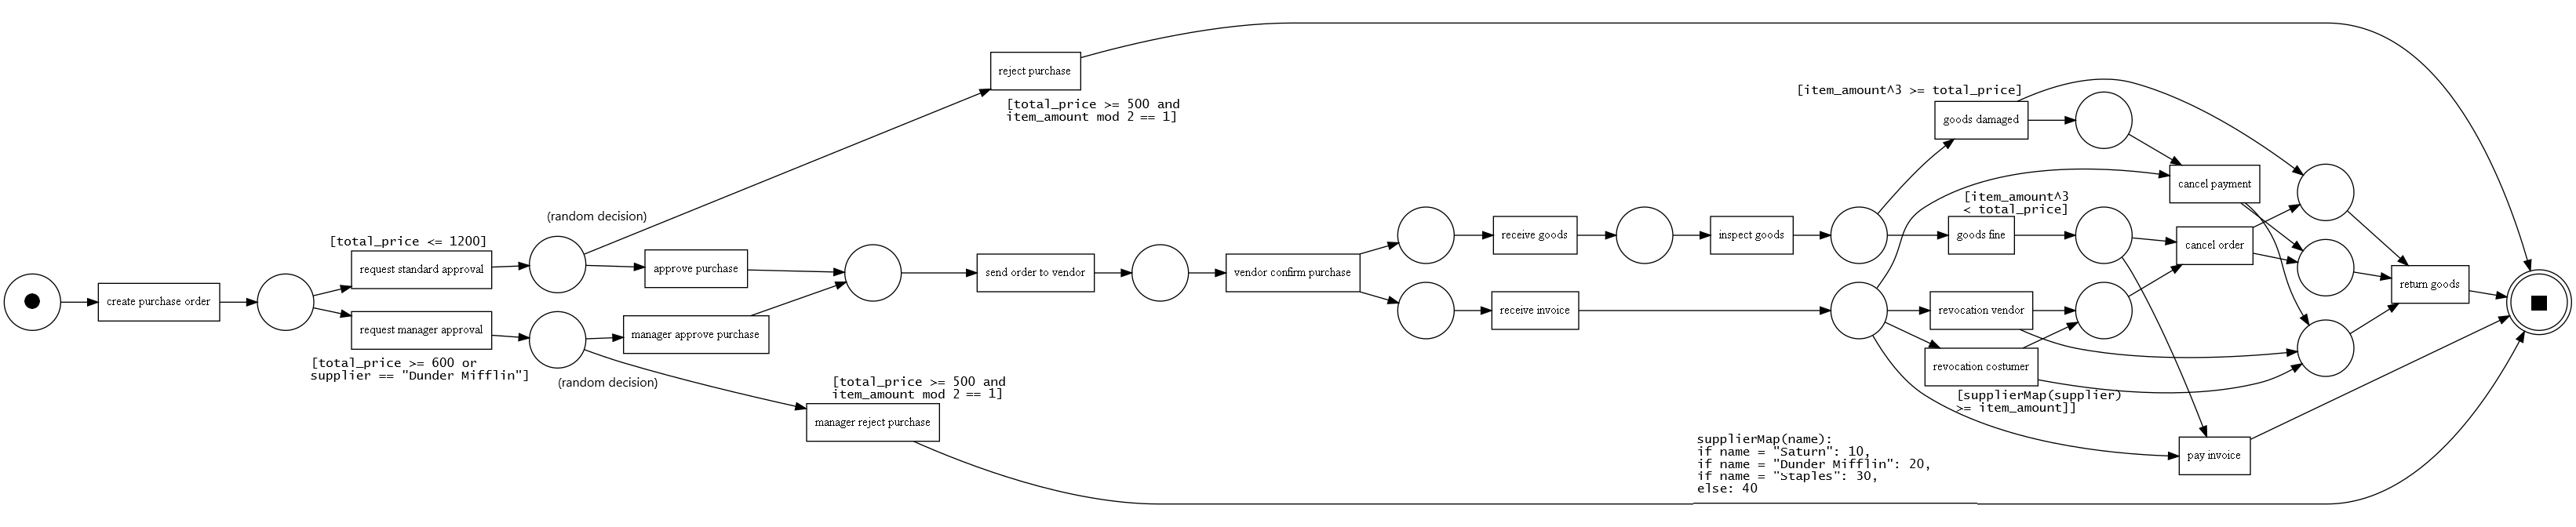 reject purchase
[total_price >= 500 and
item_amount mod 2 == 1]
[item_amount^3 >= total_price]
goods damaged
cancel payment
(random decision)
[item_amount^3
< total_price]
[total_price <= 1200]
request standard approval
approve purchase
receive goods
inspect goods
goods fine
cancel order
create purchase order
send order to vendor
vendor confirm purchase
return goods
request manager approval
manager approve purchase
receive invoice
revocation vendor
[total_price >= 600 or
supplier == "Dunder Mifflin"]
(random decision)
revocation costumer
[total_price >= 500 and
item_amount mod 2 == 1]
[supplierMap(supplier)
>= item_amount]]
manager reject purchase
supplierMap(name):
if name = "Saturn": 10,
if name = "Dunder Mifflin": 20,
if name = "Staples": 30,
else: 40
pay invoice